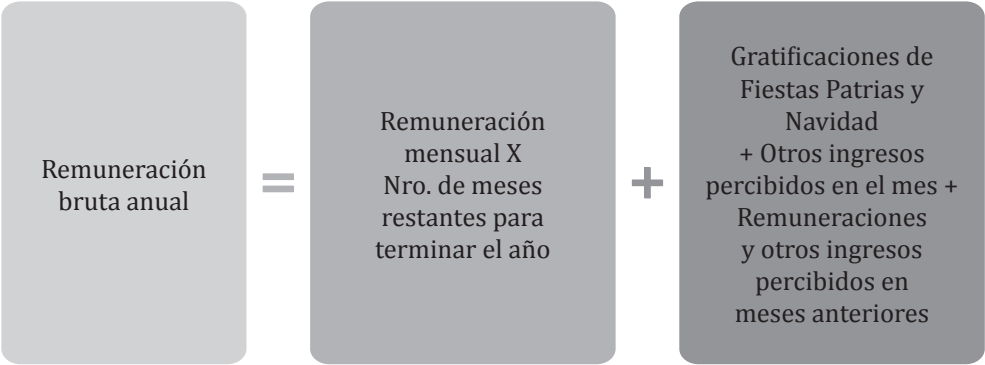 Remuneración
bruta anual
=
Remuneración
mensual X
Nro. de meses
restantes para
terminar el año
+
Gratificaciones de
Fiestas Patrias y
Navidad
+ Otros ingresos
percibidos en el mes +
Remuneraciones
y otros ingresos
percibidos en
meses anteriores